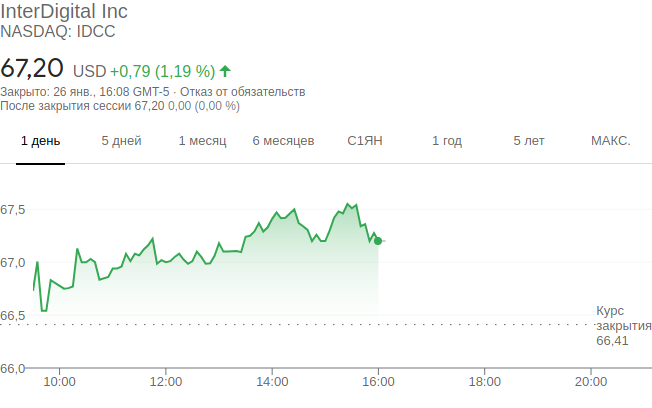 InterDigital Inc
NASDAQ: IDCC
67,20 USD +0,79 (1,19 %)
Закрыто: 26 янв., 16:08 GMT-5 · Отказ от обязательств
После закрытия сессии 67,20 0,00 (0,00 %)
1 день 5 дней 1 месяц 6 месяцев С1ЯН 1 год 5 лет МАКС.
67,5
67,0
66,5
Курс
закрытия
66,41
66,0
10:00 12:00 14:00 16:00 18:00 20:00